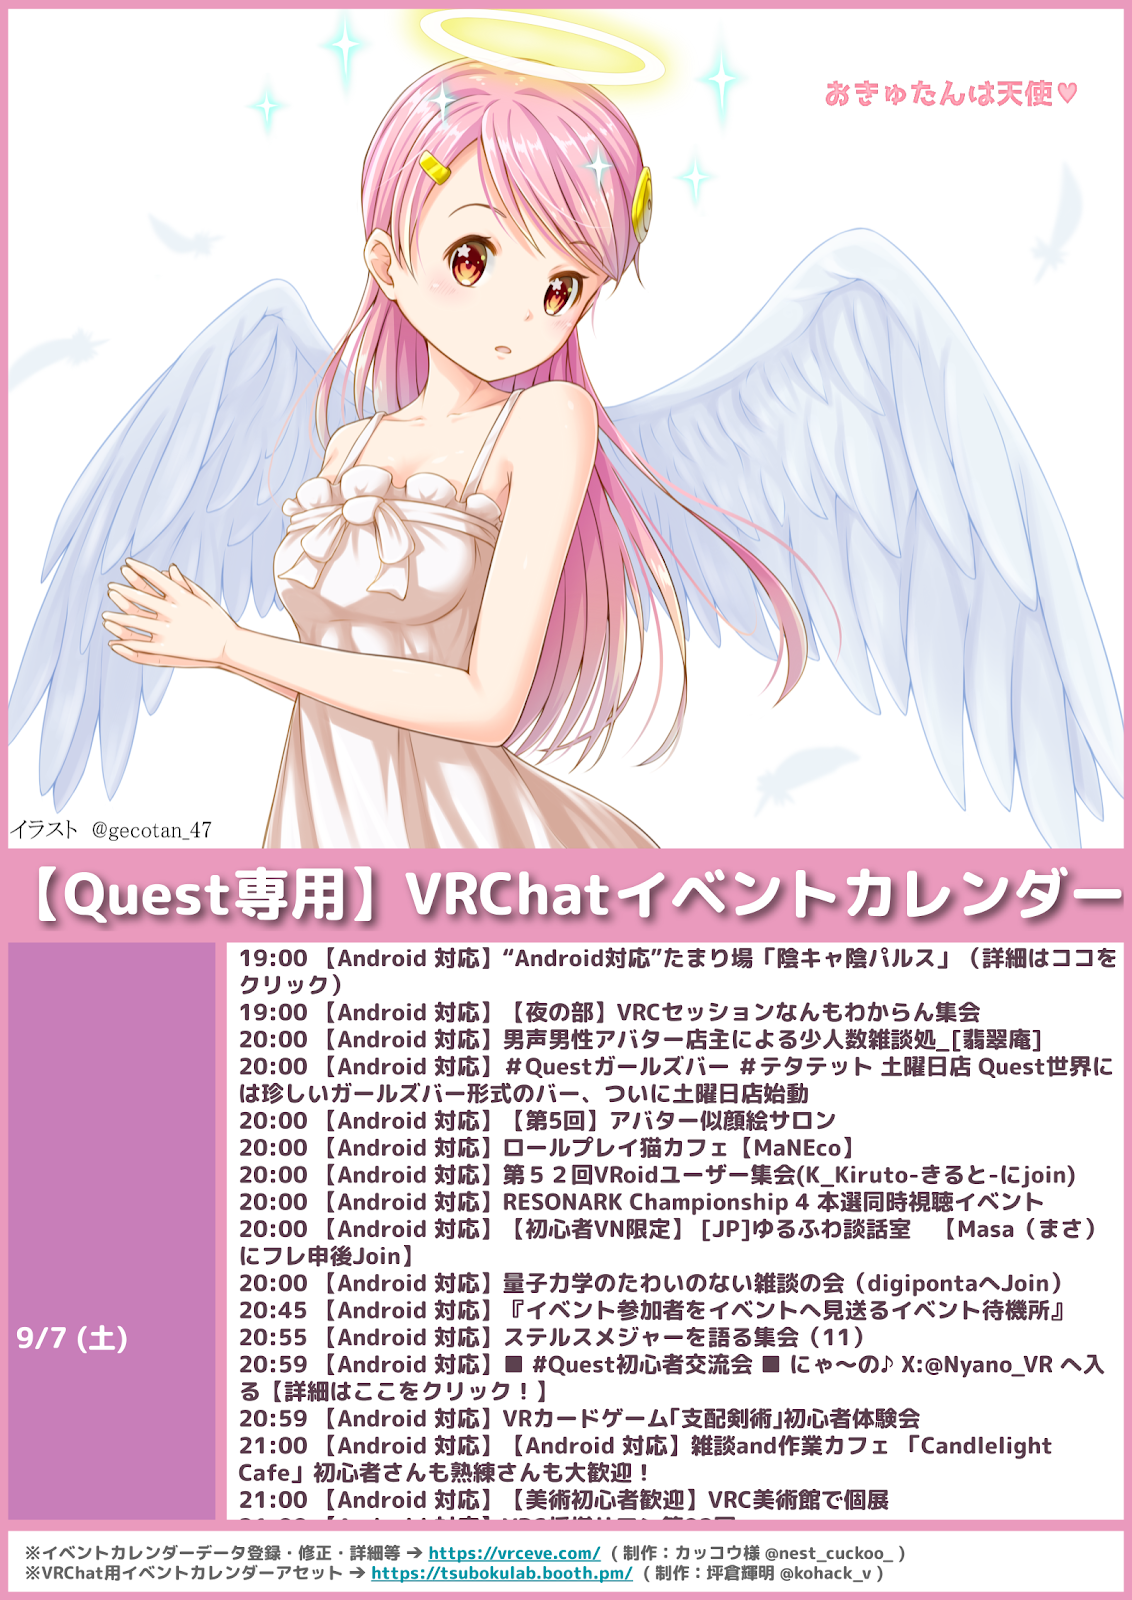 おきゅたんは天使♥
イラスト @gecotan_47
【Quest専用】VRChatイベントカレンダー
9/7 (土)
19:00 【Android 対応】“Android対応”たまり場「陰キャ陰パルス」（詳細はココを
クリック）
19:00 【Android 対応】【夜の部】VRCセッションなんもわからん集会
20:00 【Android 対応】男声男性アバター店主による少人数雑談処_[翡翠庵]
20:00 【Android 対応】＃Questガールズバー ＃テタテット 土曜日店 Quest世界に
は珍しいガールズバー形式のバー、ついに土曜日店始動
20:00 【Android 対応】【第5回】アバター似顔絵サロン
20:00 【Android 対応】ロールプレイ猫カフェ【MaNEco】
20:00 【Android 対応】第５２回VRoidユーザー集会(K_Kiruto-きると-にjoin)
20:00 【Android 対応】RESONARK Championship 4 本選同時視聴イベント
20:00 【Android 対応】【初心者VN限定】 [JP]ゆるふわ談話室　【Masa（まさ）
にフレ申後Join】
20:00 【Android 対応】量子力学のたわいのない雑談の会（digipontaへJoin）
20:45 【Android 対応】『イベント参加者をイベントへ見送るイベント待機所』
20:55 【Android 対応】ステルスメジャーを語る集会（11）
20:59 【Android 対応】■ #Quest初心者交流会 ■ にゃ〜の♪ X:@Nyano_VR へ入
る【詳細はここをクリック！】
20:59 【Android 対応】VRカードゲーム｢支配剣術｣初心者体験会
21:00 【Android 対応】【Android 対応】雑談and作業カフェ 「Candlelight
Cafe」初心者さんも熟練さんも大歓迎！
21:00 【Android 対応】【美術初心者歓迎】VRC美術館で個展
※イベントカレンダーデータ登録・修正・詳細等 → https://vrceve.com/ （制作：カッコウ様 @nest_cuckoo_ ）
※VRChat用イベントカレンダーアセット → https://tsubokulab.booth.pm/ （制作：坪倉輝明 @kohack_v ）